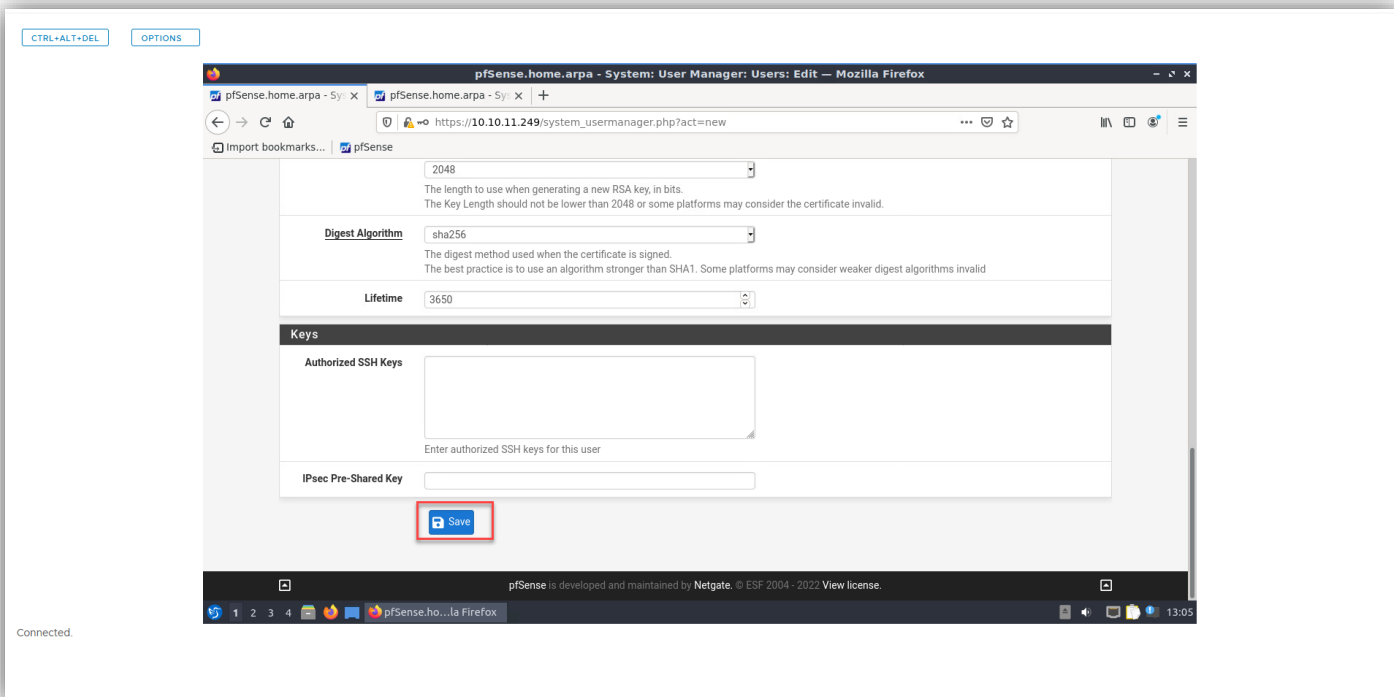 CTRL+ALT+DEL OPTIONS
pfSense.home.arpa - System: User Manager: Users: Edit — Mozilla Firefox
pfSense.home.arpa - Sys pfSense.home.arpa - Sys
https://10.10.11.249/system_usermanager.php?act=new
Import bookmarks... pfSense
2048
The length to use when generating a new RSA key, in bits.
The Key Length should not be lower than 2048 or some platforms may consider the certificate invalid.
Digest Algorithm sha256
The digest method used when the certificate is signed.
The best practice is to use an algorithm stronger than SHA1. Some platforms may consider weaker digest algorithms invalid
Lifetime 3650
Keys
Authorized SSH Keys
Enter authorized SSH keys for this user
IPsec Pre-Shared Key
Save
pfSense is developed and maintained by Netgate. © ESF 2004 - 2022 View license.
1 2 3 4 pfSense.ho...la Firefox 13:05
Connected.